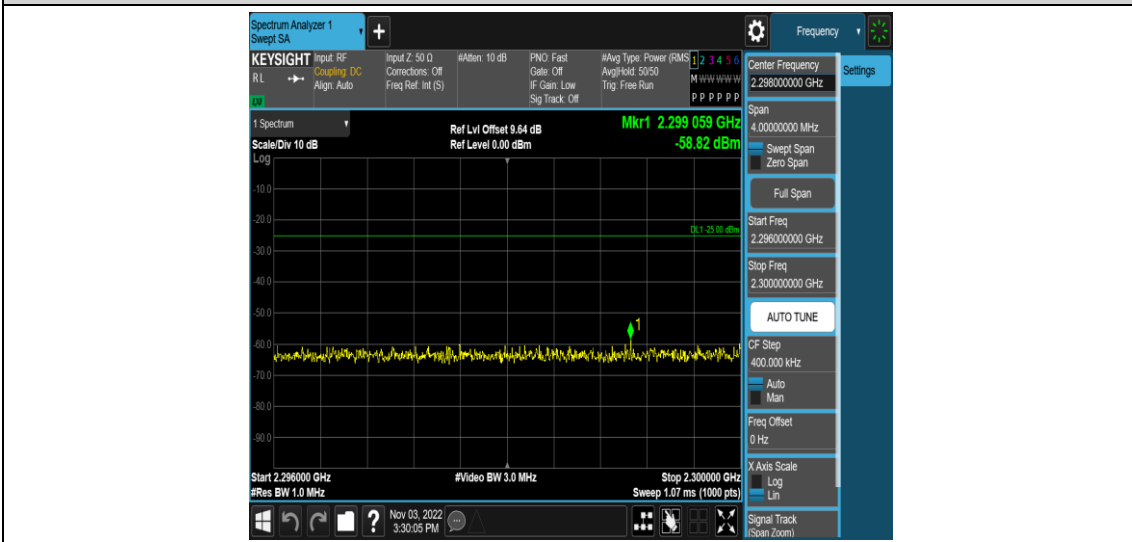 Spectrum Analyzer 1
Swept SA
+
Frequency
KEYSIGHT
RL
LXI
Input: RF
Coupling: DC
Align: Auto
Input Z: 50 Ω
Corrections: Off
Freq Ref: Int (S)
#Atten: 10 dB
PNO: Fast
Gate: Off
IF Gain: Low
Sig Track: Off
#Avg Type: Power (RMS
Avg|Hold: 50/50
Trig: Free Run
1 2 3 4 5 6
M W W W W W
P P P P P P
1 Spectrum
Scale/Div 10 dB
Log
Ref Lvl Offset 9.64 dB
Ref Level 0.00 dBm
Mkr1 2.299 059 GHz
-58.82 dBm
-10.0
-20.0
DL1 -25.00 dBm
-30.0
-40.0
-50.0
1
-60.0
-70.0
-80.0
-90.0
Start 2.296000 GHz
#Video BW 3.0 MHz
Stop 2.300000 GHz
#Res BW 1.0 MHz
Sweep 1.07 ms (1000 pts)
?
Nov 03, 2022
3:30:05 PM
Center Frequency
2.298000000 GHz
Settings
Span
4.00000000 MHz
Swept Span
Zero Span
Full Span
Start Freq
2.296000000 GHz
Stop Freq
2.300000000 GHz
AUTO TUNE
CF Step
400.000 kHz
Auto
Man
Freq Offset
0 Hz
X Axis Scale
Log
Lin
Signal Track
(Span Zoom)